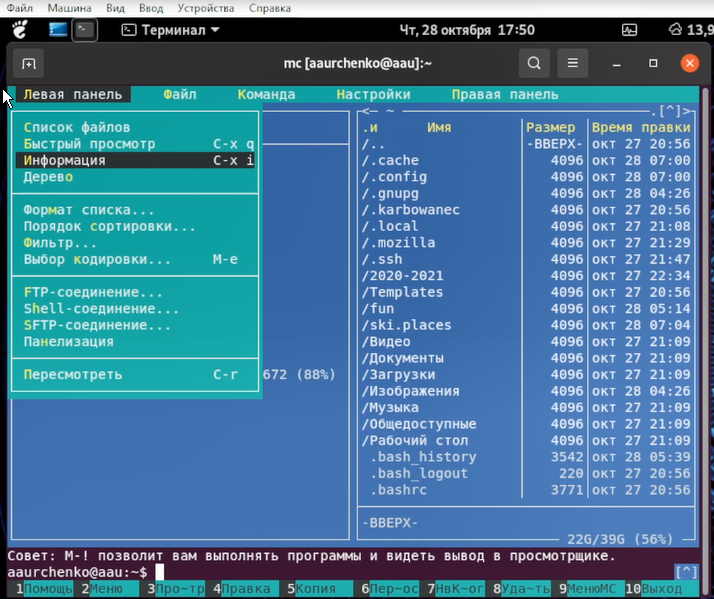 Файл Машина Вид Ввод Устройства Справка
Терминал Чт, 28 октября 17:50 13,9
mc [aaurchenko@aau]:~
Левая панель Файл Команда Настройки Правая панель
<─ ~ .[^]>
Список файлов
Быстрый просмотр C-x q
Информация C-x i
Дерево
Формат списка...
Порядок сортировки...
Фильтр...
Выбор кодировки... M-e
FTP-соединение...
Shell-соединение...
SFTP-соединение...
Панелизация
Пересмотреть C-r
672 (88%)
.и Имя Размер Время правки
/.. -ВВЕРХ- окт 27 20:56
/.cache 4096 окт 28 07:00
/.config 4096 окт 28 07:00
/.gnupg 4096 окт 28 04:26
/.karbowanec 4096 окт 27 20:56
/.local 4096 окт 27 21:08
/.mozilla 4096 окт 27 21:29
/.ssh 4096 окт 27 21:47
/2020-2021 4096 окт 27 22:34
/Templates 4096 окт 27 20:56
/fun 4096 окт 28 05:14
/ski.places 4096 окт 28 07:04
/Видео 4096 окт 27 21:09
/Документы 4096 окт 27 21:09
/Загрузки 4096 окт 27 21:09
/Изображения 4096 окт 28 04:26
/Музыка 4096 окт 27 21:09
/Общедоступные 4096 окт 27 21:09
/Рабочий стол 4096 окт 27 21:09
.bash_history 3542 окт 28 05:39
.bash_logout 220 окт 27 20:56
.bashrc 3771 окт 27 20:56
-ВВЕРХ-
22G/39G (56%)
Совет: M-! позволит вам выполнять программы и видеть вывод в просмотрщике.
aaurchenko@aau:~$ [^]
1Помощь 2Меню 3Про~тр 4Правка 5Копия 6Пер~ос 7НвК~ог 8Уда~ть 9МенюMC 10Выход